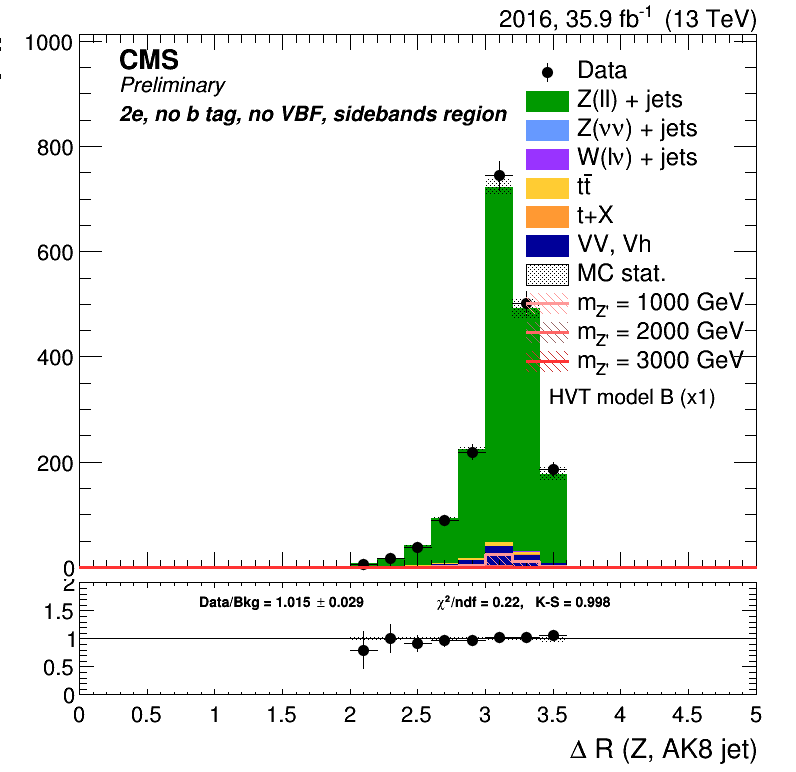 2016, 35.9 fb⁻¹ (13 TeV)
CMS
Preliminary
2e, no b tag, no VBF, sidebands region
Data
Z(ll) + jets
Z(νν) + jets
W(lν) + jets
tt̄
t+X
VV, Vh
MC stat.
m_Z' = 1000 GeV
m_Z' = 2000 GeV
m_Z' = 3000 GeV
HVT model B (x1)
1000
800
600
400
200
0
Data/Bkg = 1.015 ± 0.029
χ²/ndf = 0.22, K-S = 0.998
2
1.5
1
0.5
0
0 0.5 1 1.5 2 2.5 3 3.5 4 4.5 5
Δ R (Z, AK8 jet)